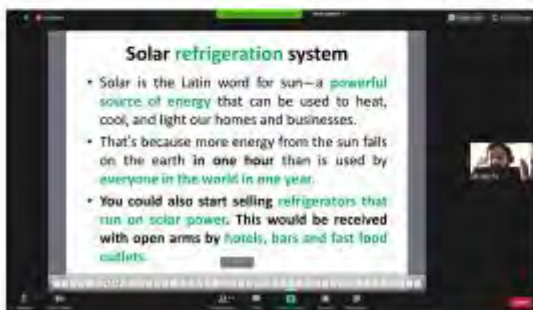 Solar refrigeration system
• Solar is the Latin word for sun—a powerful
source of energy that can be used to heat,
cool, and light our homes and businesses.
• That's because more energy from the sun falls
on the earth in one hour than is used by
everyone in the world in one year.
• You could also start selling refrigerators that
run on solar power. This would be received
with open arms by hotels, bars and fast food
outlets.